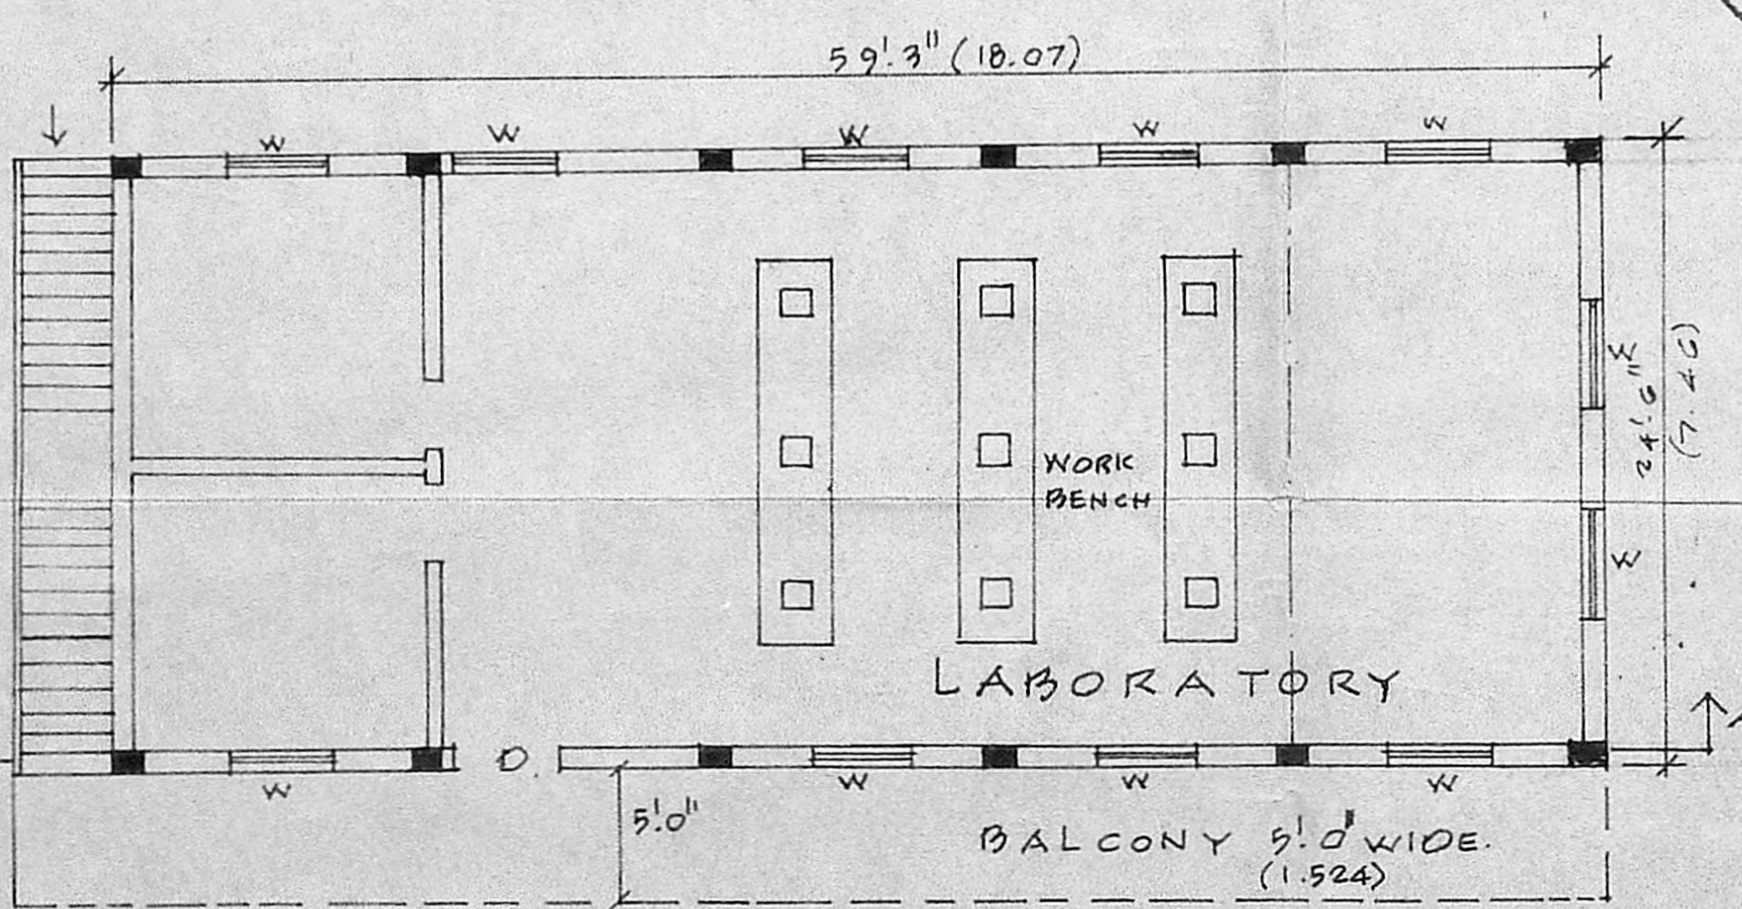 59'.3" (18.07)
W W W W W
W
24'.6"
(7.46)
WORK
BENCH
W
LABORATORY
D.
W W W W
5'.0"
BALCONY 5'.0" WIDE.
(1.524)